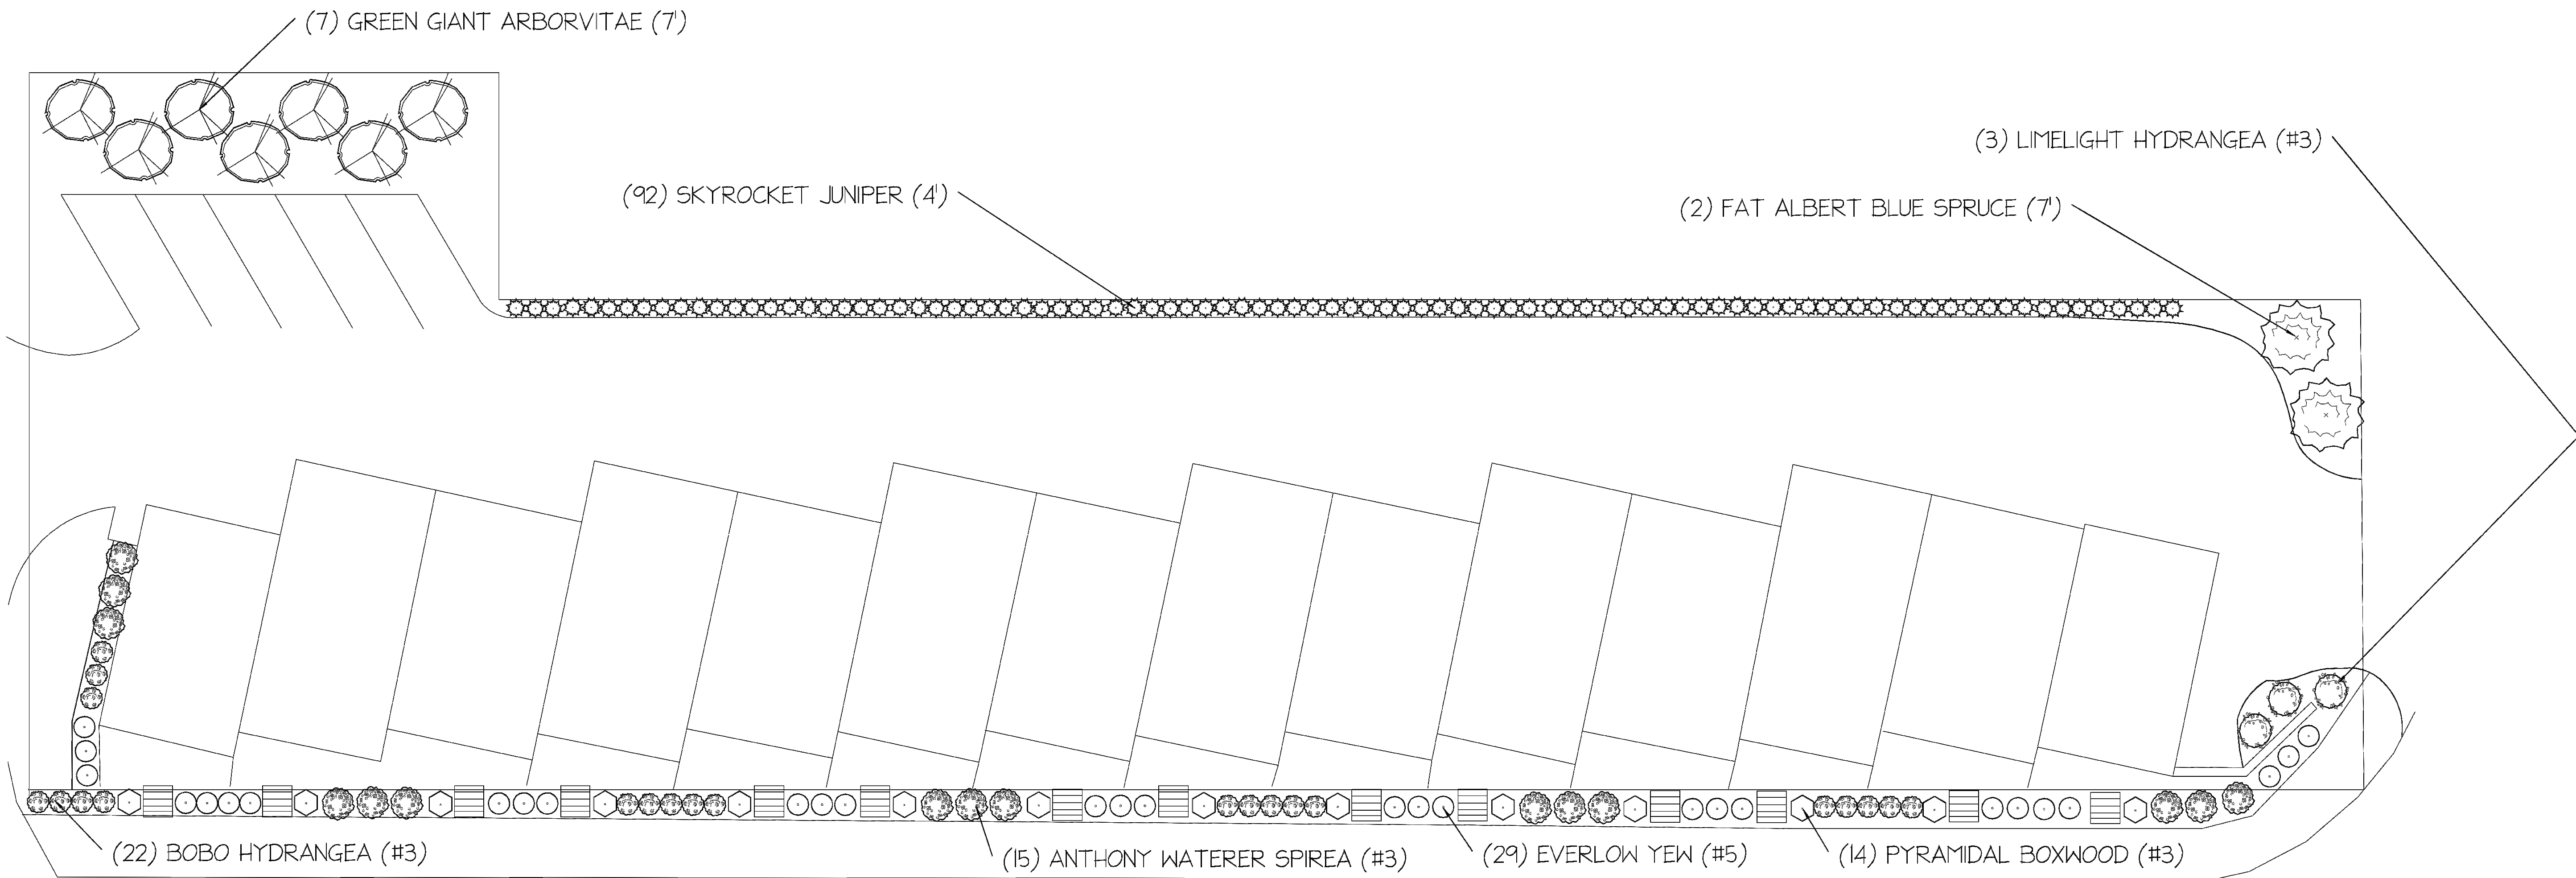 (7) GREEN GIANT ARBORVITAE (7')
(3) LIMELIGHT HYDRANGEA (#3)
(92) SKYROCKET JUNIPER (4')
(2) FAT ALBERT BLUE SPRUCE (7')
(22) BOBO HYDRANGEA (#3)
(15) ANTHONY WATERER SPIREA (#3)
(29) EVERLOW YEW (#5)
(14) PYRAMIDAL BOXWOOD (#3)